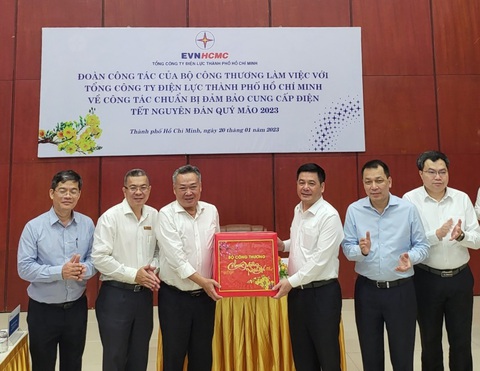 EVNHCMC
TỔNG CÔNG TY ĐIỆN LỰC THÀNH PHỐ HỒ CHÍ MINH
ĐOÀN CÔNG TÁC CỦA BỘ CÔNG THƯƠNG LÀM VIỆC VỚI
TỔNG CÔNG TY ĐIỆN LỰC THÀNH PHỐ HỒ CHÍ MINH
VỀ CÔNG TÁC CHUẨN BỊ ĐẢM BẢO CUNG CẤP ĐIỆN
TẾT NGUYÊN ĐÁN QUÝ MÃO 2023
Thành phố Hồ Chí Minh, ngày 20 tháng 01 năm 2023
BỘ CÔNG THƯƠNG